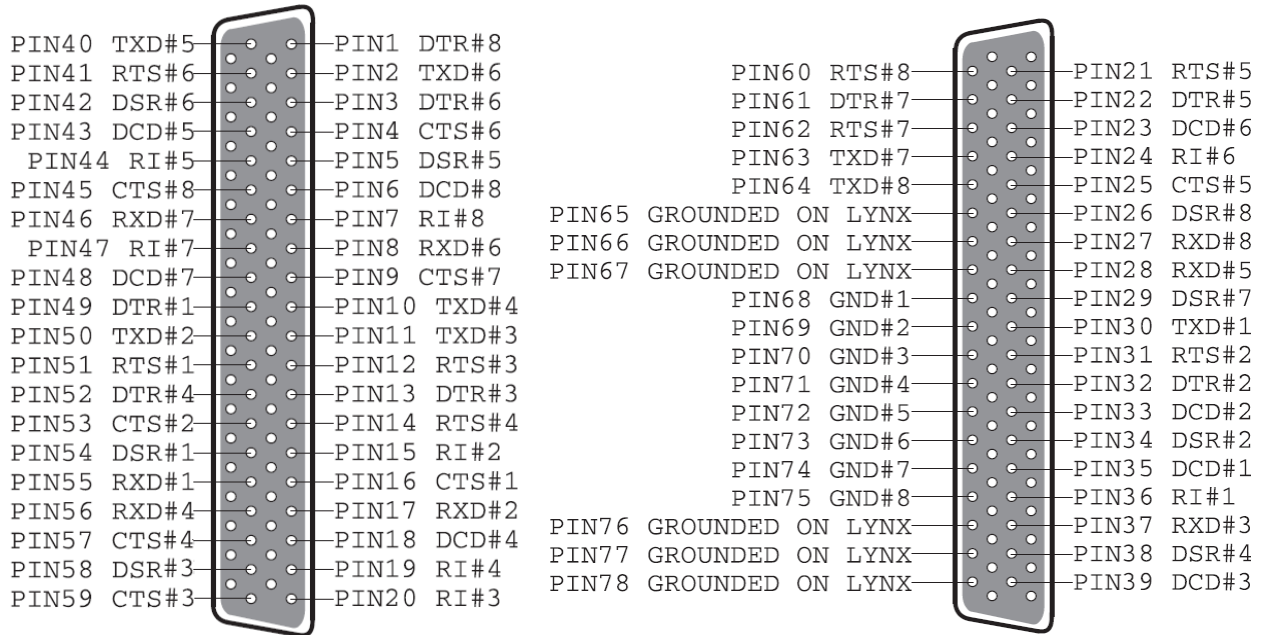 PIN40 TXD#5
PIN41 RTS#6
PIN42 DSR#6
PIN43 DCD#5
PIN44 RI#5
PIN45 CTS#8
PIN46 RXD#7
PIN47 RI#7
PIN48 DCD#7
PIN49 DTR#1
PIN50 TXD#2
PIN51 RTS#1
PIN52 DTR#4
PIN53 CTS#2
PIN54 DSR#1
PIN55 RXD#1
PIN56 RXD#4
PIN57 CTS#4
PIN58 DSR#3
PIN59 CTS#3
PIN1 DTR#8
PIN2 TXD#6
PIN3 DTR#6
PIN4 CTS#6
PIN5 DSR#5
PIN6 DCD#8
PIN7 RI#8
PIN8 RXD#6
PIN9 CTS#7
PIN10 TXD#4
PIN11 TXD#3
PIN12 RTS#3
PIN13 DTR#3
PIN14 RTS#4
PIN15 RI#2
PIN16 CTS#1
PIN17 RXD#2
PIN18 DCD#4
PIN19 RI#4
PIN20 RI#3
PIN60 RTS#8
PIN61 DTR#7
PIN62 RTS#7
PIN63 TXD#7
PIN64 TXD#8
PIN65 GROUNDED ON LYNX
PIN66 GROUNDED ON LYNX
PIN67 GROUNDED ON LYNX
PIN68 GND#1
PIN69 GND#2
PIN70 GND#3
PIN71 GND#4
PIN72 GND#5
PIN73 GND#6
PIN74 GND#7
PIN75 GND#8
PIN76 GROUNDED ON LYNX
PIN77 GROUNDED ON LYNX
PIN78 GROUNDED ON LYNX
PIN21 RTS#5
PIN22 DTR#5
PIN23 DCD#6
PIN24 RI#6
PIN25 CTS#5
PIN26 DSR#8
PIN27 RXD#8
PIN28 RXD#5
PIN29 DSR#7
PIN30 TXD#1
PIN31 RTS#2
PIN32 DTR#2
PIN33 DCD#2
PIN34 DSR#2
PIN35 DCD#1
PIN36 RI#1
PIN37 RXD#3
PIN38 DSR#4
PIN39 DCD#3